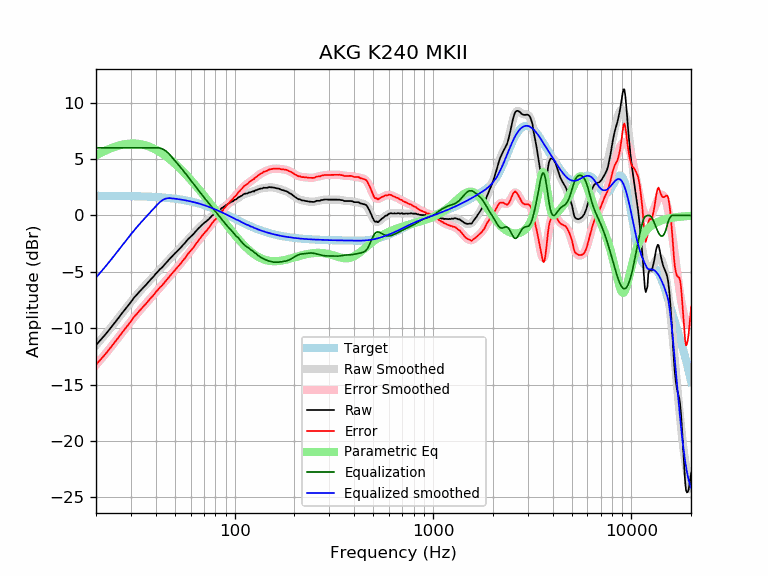 AKG K240 MKII
Amplitude (dBr)
10
5
0
−5
−10
−15
−20
−25
Target
Raw Smoothed
Error Smoothed
Raw
Error
Parametric Eq
Equalization
Equalized smoothed
100
1000
10000
Frequency (Hz)